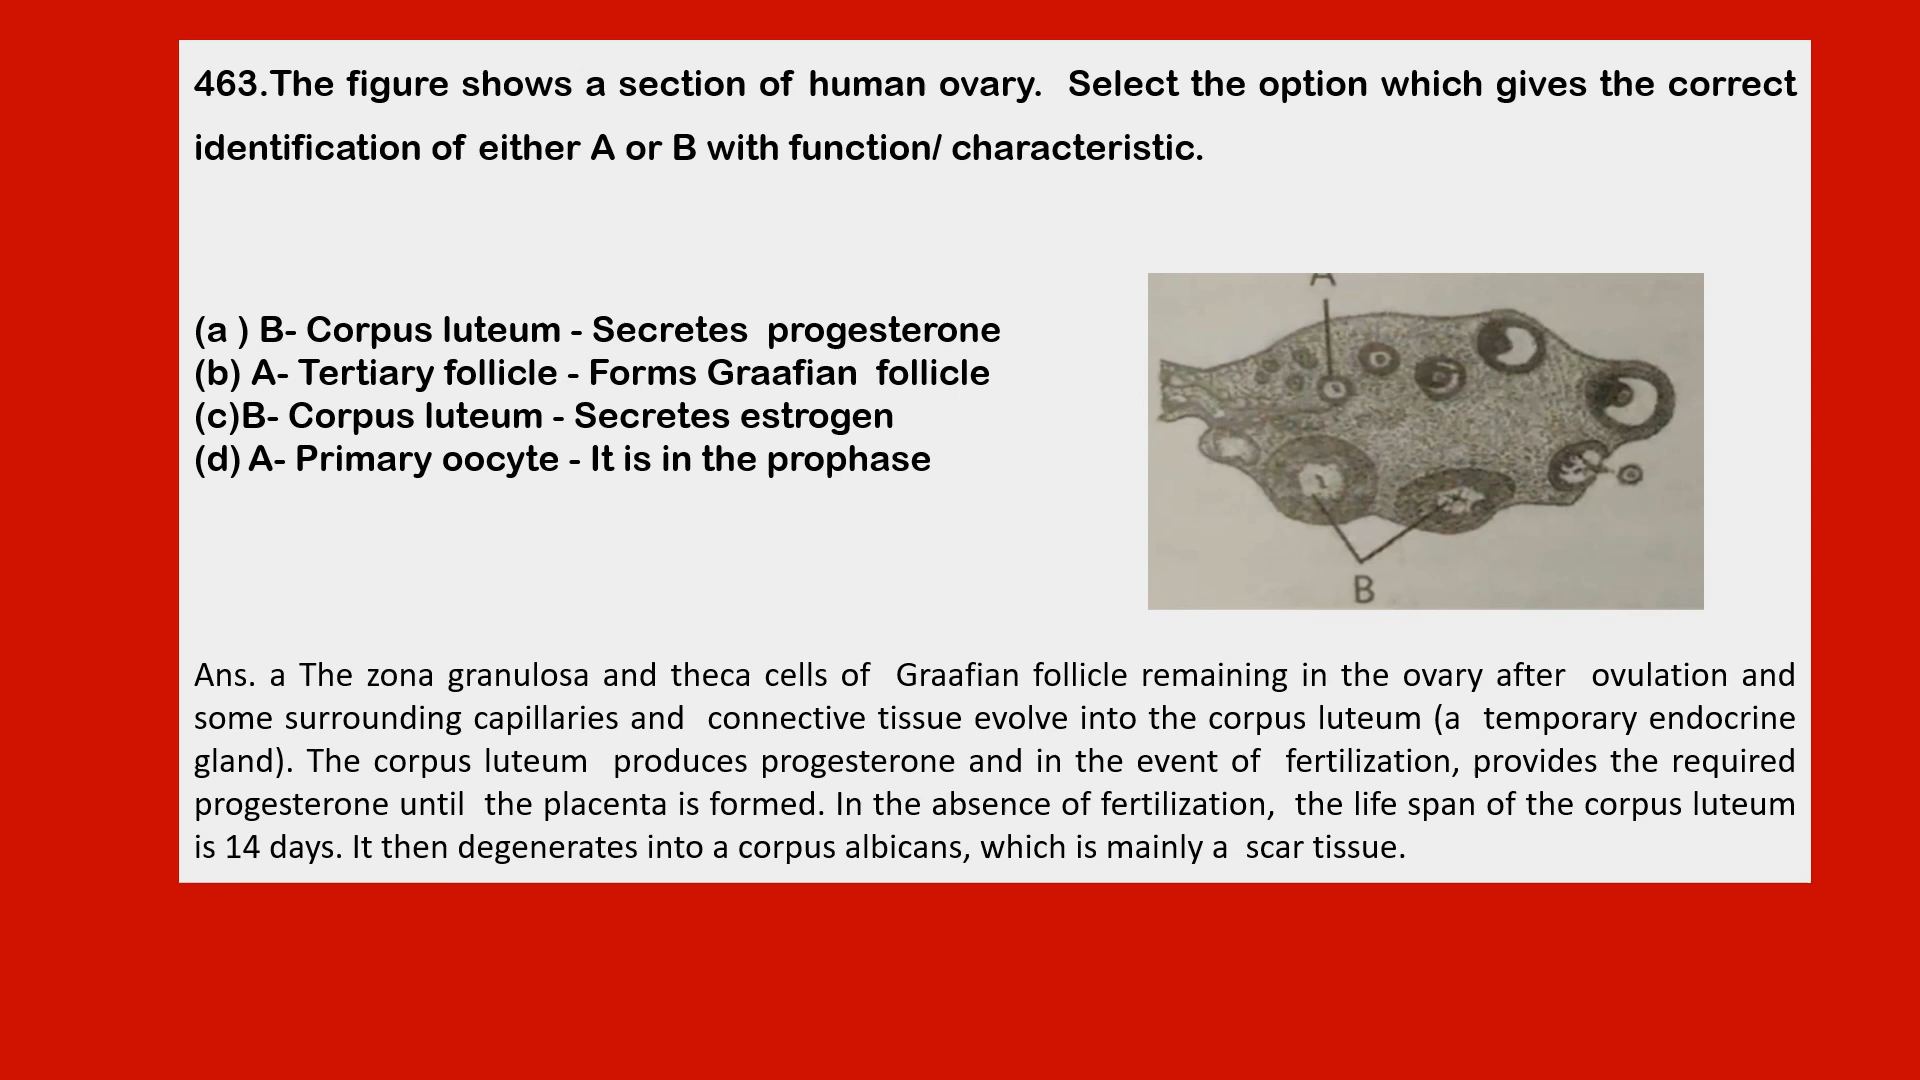 463.The figure shows a section of human ovary. Select the option which gives the correct
identification of either A or B with function/ characteristic.
A
(a ) B- Corpus luteum - Secretes progesterone
(b) A- Tertiary follicle - Forms Graafian follicle
(c)B- Corpus luteum - Secretes estrogen
(d) A- Primary oocyte - It is in the prophase
B
Ans. a The zona granulosa and theca cells of Graafian follicle remaining in the ovary after ovulation and
some surrounding capillaries and connective tissue evolve into the corpus luteum (a temporary endocrine
gland). The corpus luteum produces progesterone and in the event of fertilization, provides the required
progesterone until the placenta is formed. In the absence of fertilization, the life span of the corpus luteum
is 14 days. It then degenerates into a corpus albicans, which is mainly a scar tissue.